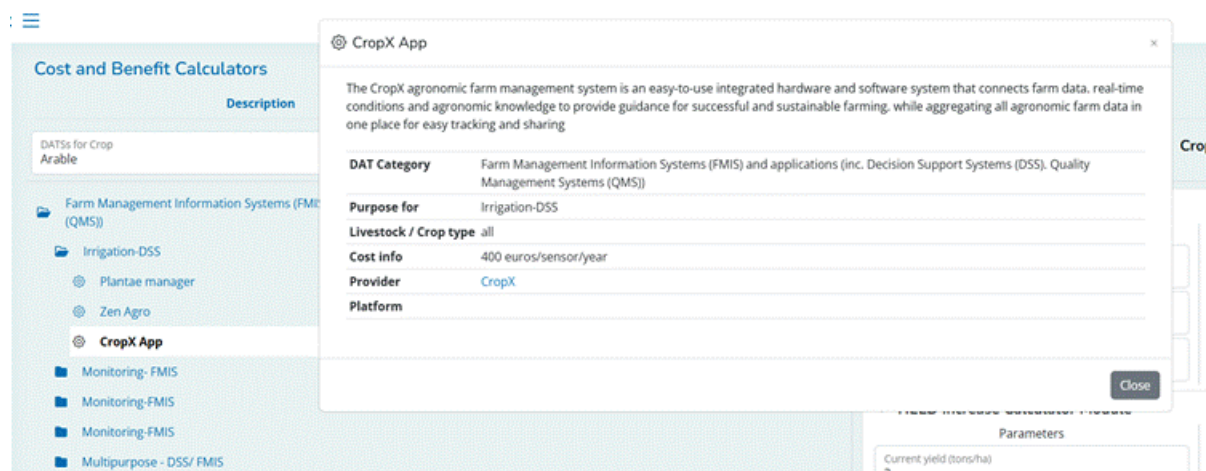 CropX App
×
Cost and Benefit Calculators
Description
DATSs for Crop
Arable
Farm Management Information Systems (FMI
(QMS))
Irrigation-DSS
Plantae manager
Zen Agro
CropX App
Monitoring- FMIS
Monitoring-FMIS
Monitoring-FMIS
Multipurpose - DSS/ FMIS
The CropX agronomic farm management system is an easy-to-use integrated hardware and software system that connects farm data. real-time
conditions and agronomic knowledge to provide guidance for successful and sustainable farming. while aggregating all agronomic farm data in
one place for easy tracking and sharing
DAT Category Farm Management Information Systems (FMIS) and applications (inc. Decision Support Systems (DSS). Quality
Management Systems (QMS))
Purpose for Irrigation-DSS
Livestock / Crop type all
Cost info 400 euros/sensor/year
Provider CropX
Platform
Close
Cro
Increase Calculator Module
Parameters
Current yield (tons/ha)